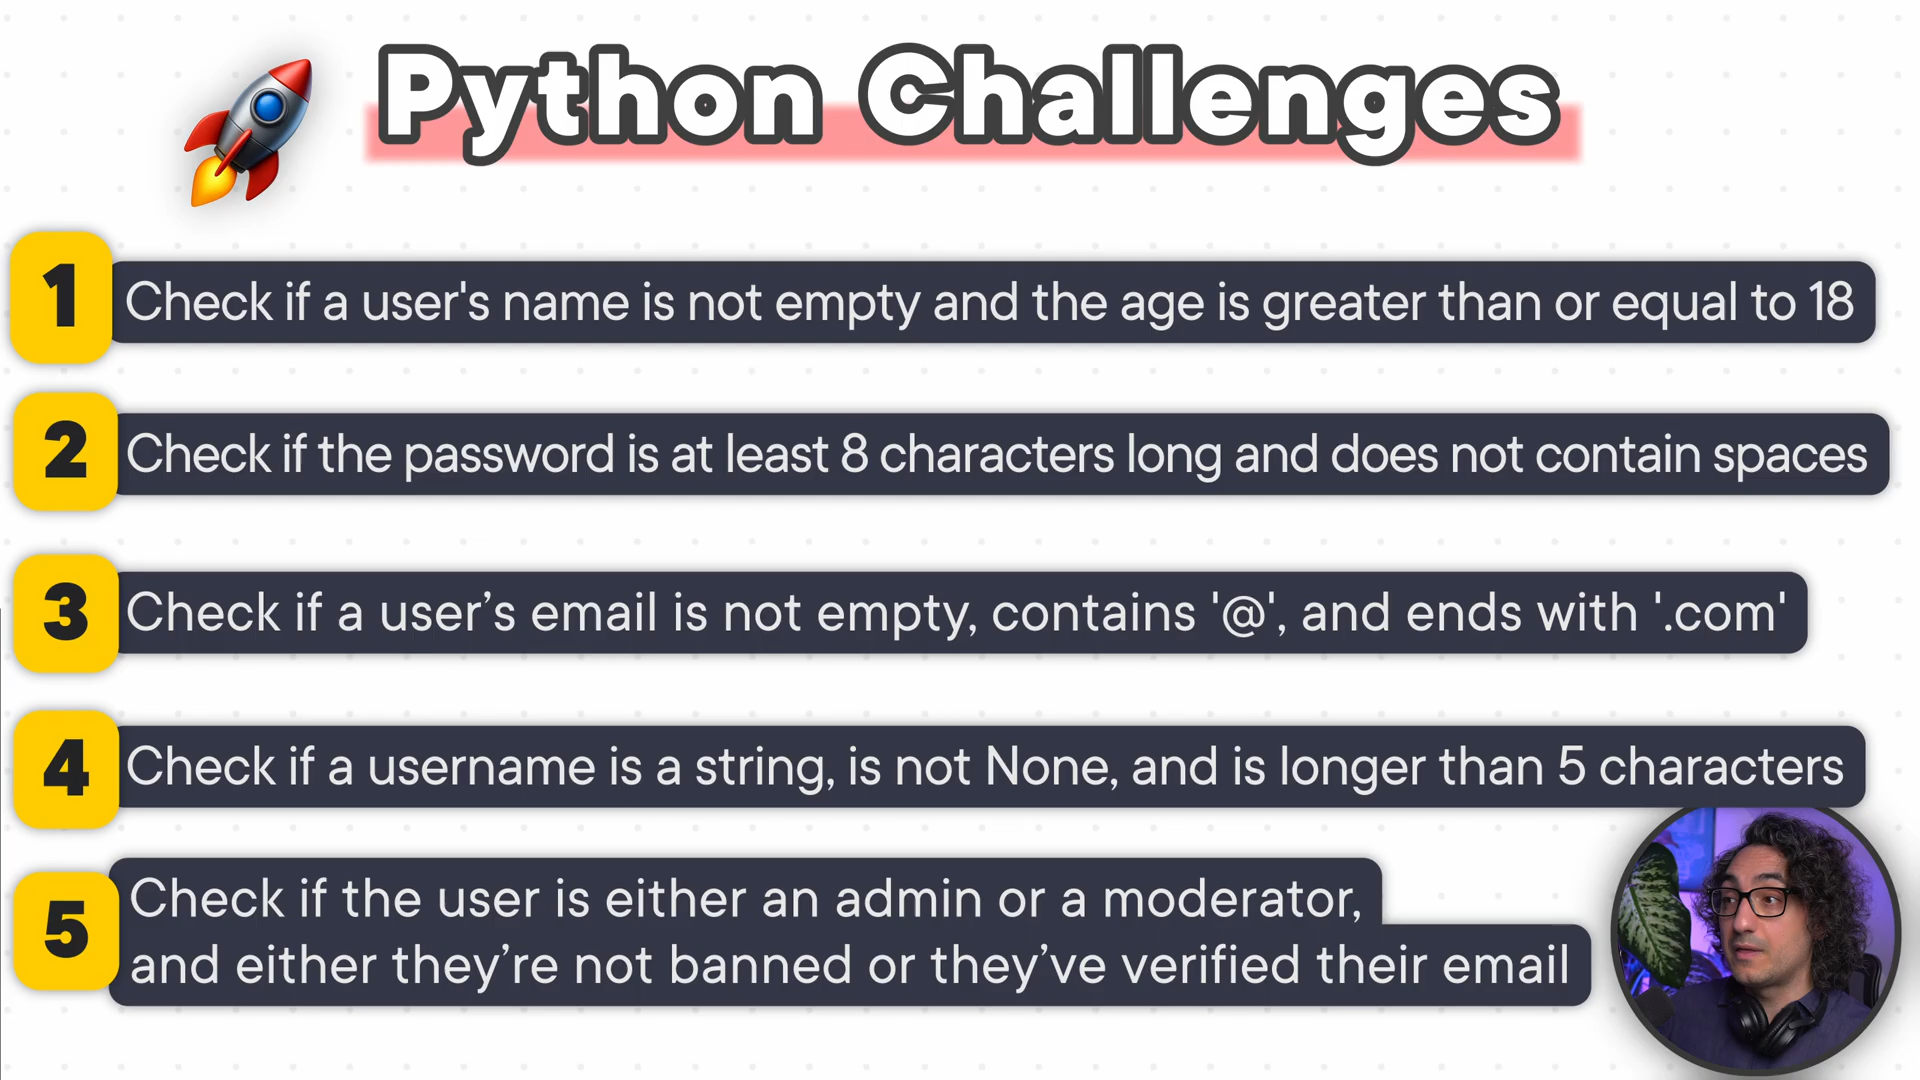 Python Challenges
1 Check if a user's name is not empty and the age is greater than or equal to 18
2 Check if the password is at least 8 characters long and does not contain spaces
3 Check if a user’s email is not empty, contains '@', and ends with '.com'
4 Check if a username is a string, is not None, and is longer than 5 characters
5 Check if the user is either an admin or a moderator,
and either they’re not banned or they’ve verified their email